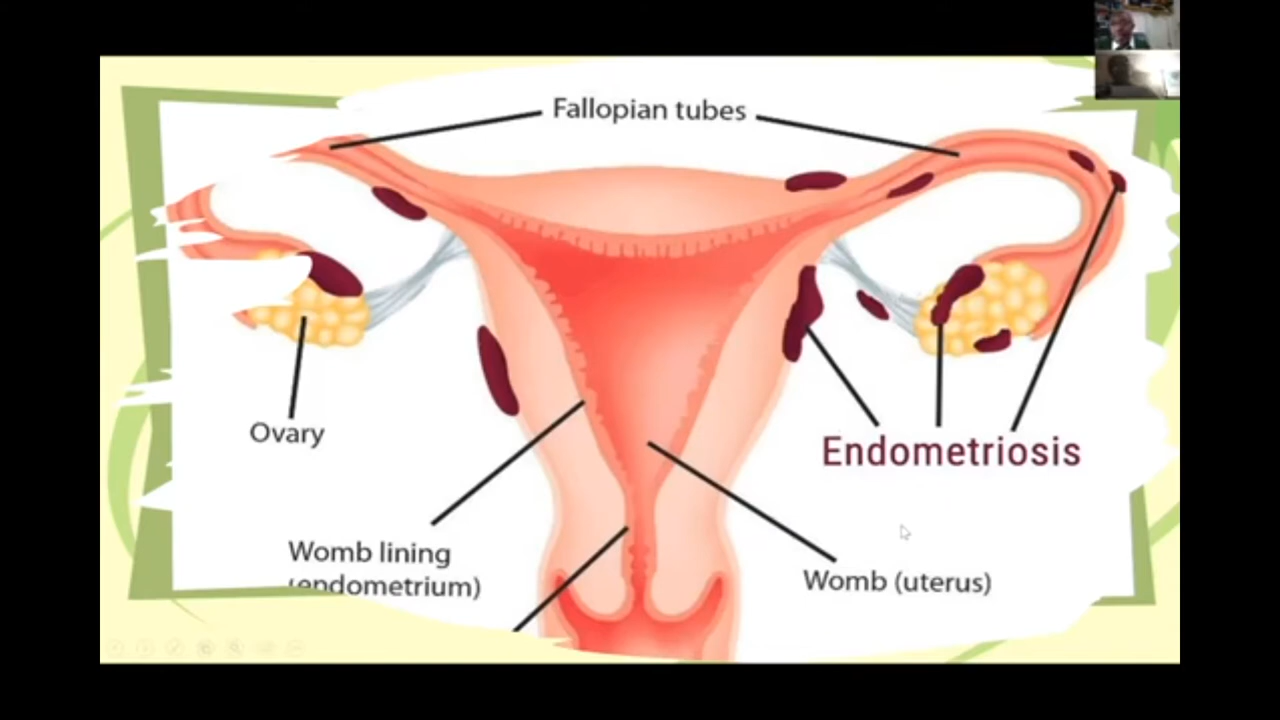 Fallopian tubes
Ovary
Endometriosis
Womb lining
(endometrium)
Womb (uterus)